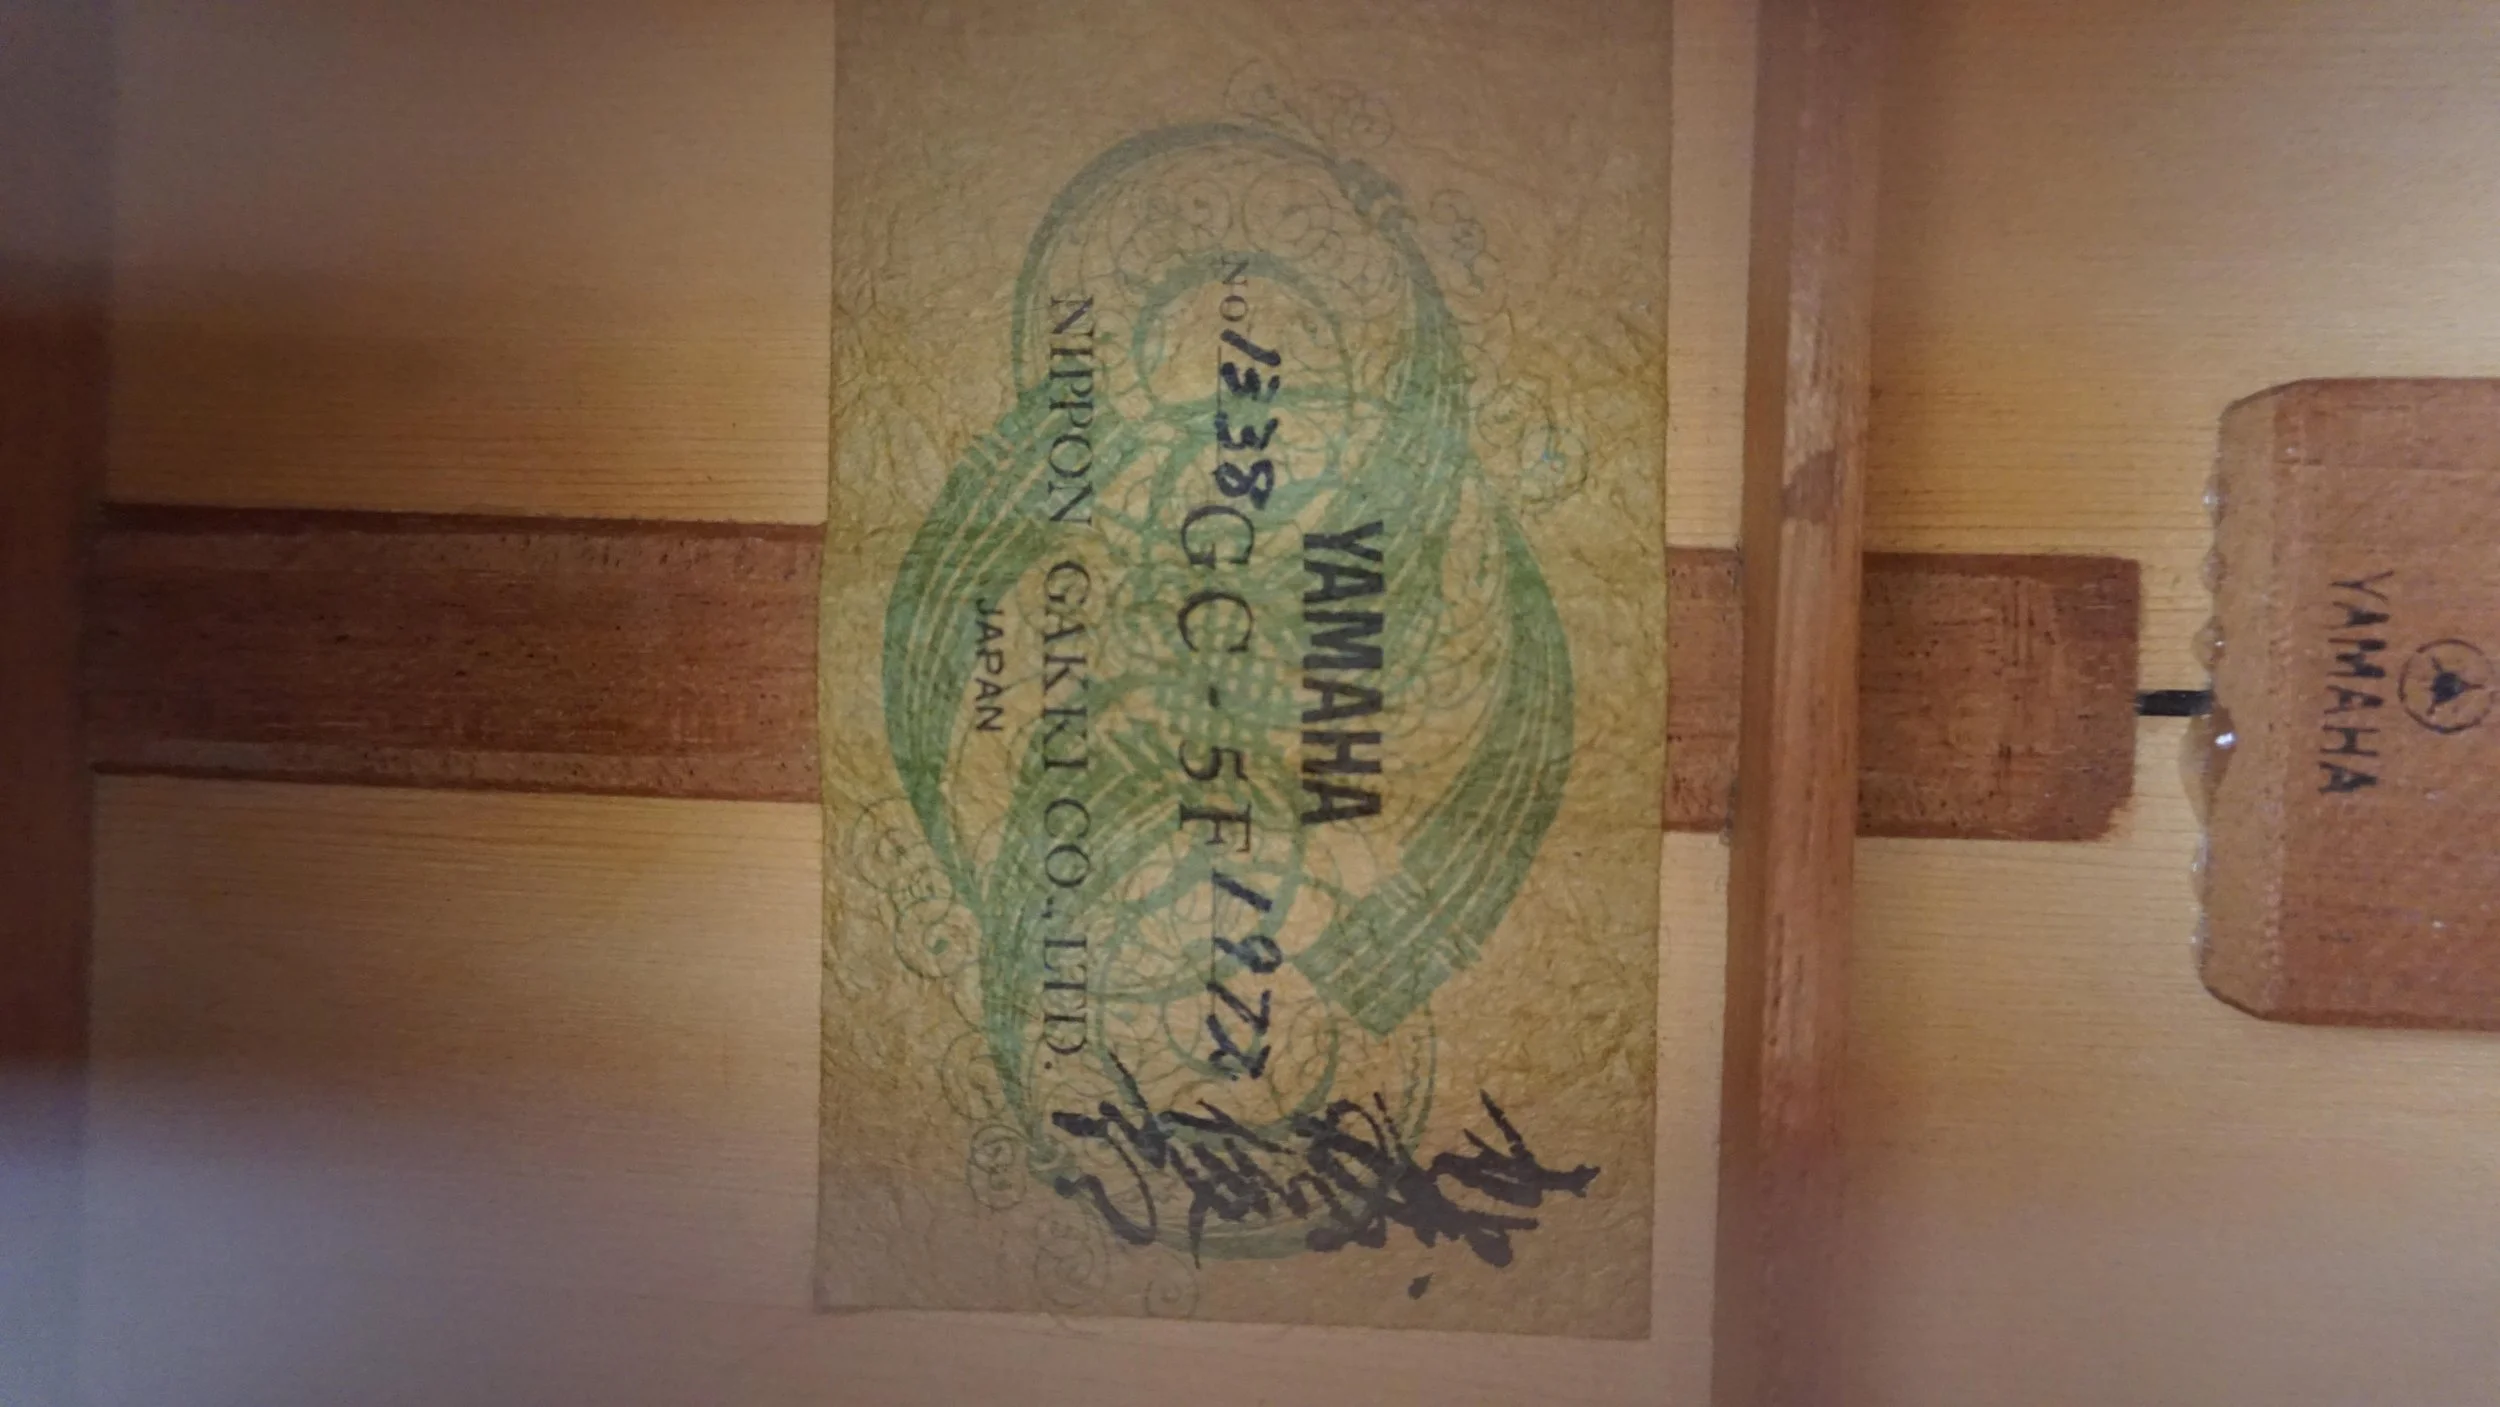 YAMAHA
NO 1338 GC-5F 1972
NIPPON GAKKI CO., LTD.
JAPAN
YAMAHA